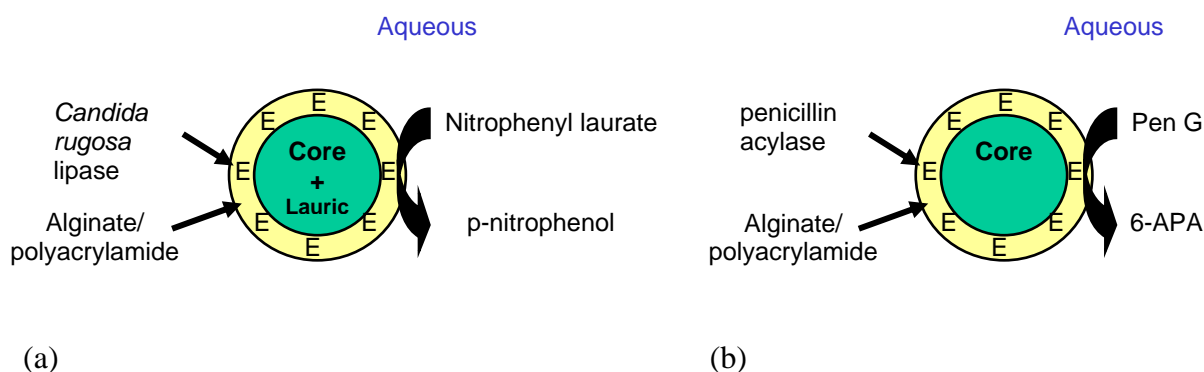 Aqueous
Candida
rugosa
lipase
Alginate/
polyacrylamide
E
E
E
E
E
E
E
E
Core
+
Lauric
Nitrophenyl laurate
p-nitrophenol
(a)
Aqueous
penicillin
acylase
Alginate/
polyacrylamide
E
E
E
E
E
E
E
E
Core
Pen G
6-APA
(b)